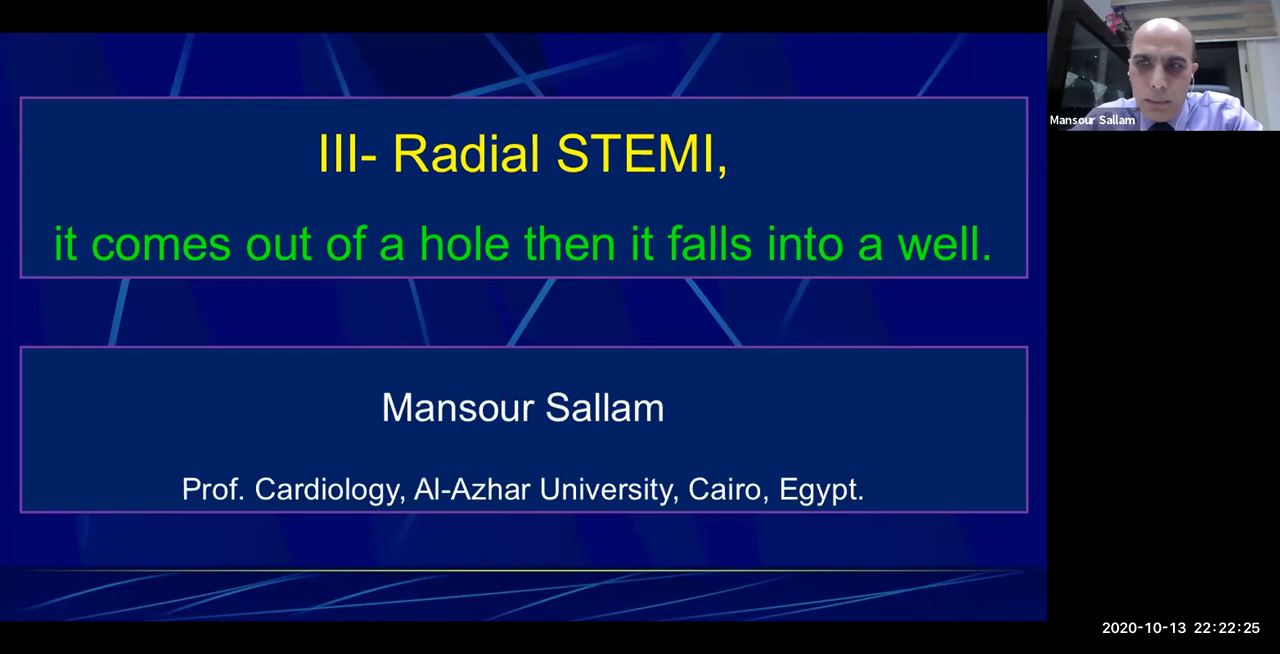 III- Radial STEMI,
it comes out of a hole then it falls into a well.
Mansour Sallam
Prof. Cardiology, Al-Azhar University, Cairo, Egypt.
Mansour Sallam
2020-10-13 22:22:25